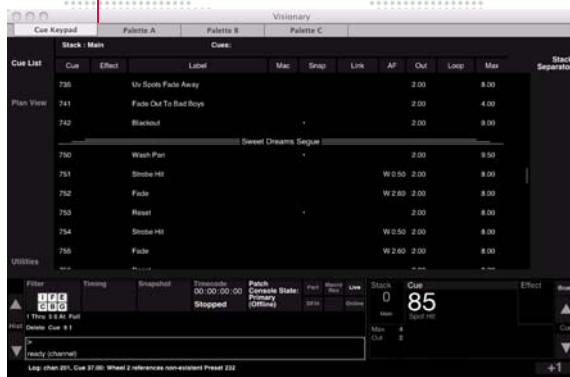 Visionary
Cue Keypad Palette A Palette B Palette C
Stack : Main Cues:
Cue List Cue Effect Label Mac Snap Link AF Out Loop Max
Stack
Separator
735 Uv Spots Fade Away 2.00 8.00
Plan View 741 Fade Out To Bad Boys 2.00 4.00
742 Blackout 2.00 9.00
Sweet Dreams Segue
750 Wash Pan 2.00 9.50
751 Strobe Hit W 0.50 2.00 8.00
752 Fade W 2.60 2.00 8.00
753 Reset 2.00 8.00
754 Strobe Hit W 0.50 2.00 8.00
755 Fade W 2.60 2.00 8.00
Utilities
Filter Timing Snapshot Timecode Patch Stack Cue Effect
00:00:00:00 Console State: Part Macro Rec Live
Stopped Primary (Offline) Online
I F E
C B G
0 85
Main Spot Hit
1 Thru 5 @ At Full
Hist Delete Cue 9.1
Max 4
Out 2
>
ready (channel)
Log: chan 201, Cue 37.00: Wheel 2 references non-existent Preset 232
+1